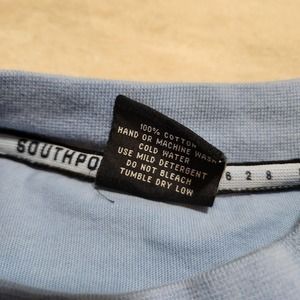 100% COTTON
HAND OR MACHINE WASH
COLD WATER
USE MILD DETERGENT
DO NOT BLEACH
TUMBLE DRY LOW
SOUTHPO
628